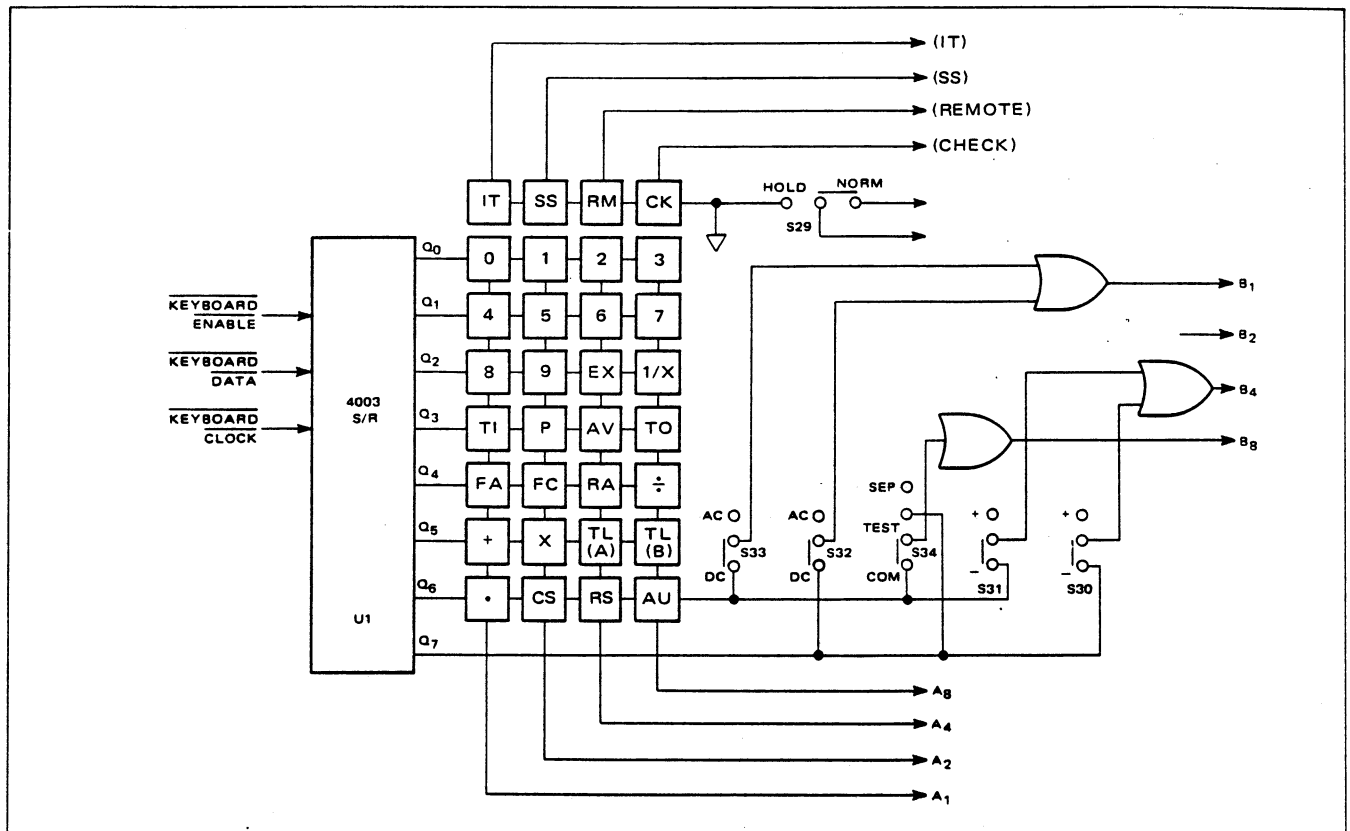 (IT)
(SS)
(REMOTE)
(CHECK)
IT SS RM CK
HOLD NORM
S29
Q0 0 1 2 3
KEYBOARD
ENABLE
Q1 4 5 6 7
KEYBOARD
DATA
Q2 8 9 EX 1/X
KEYBOARD
CLOCK
4003
S/R
Q3 TI P AV TO
Q4 FA FC RA ÷
Q5 + X TL (A) TL (B)
Q6 • CS RS AU
U1
Q7
B1
B2
B4
B8
AC
S33
DC
AC
S32
DC
SEP
TEST
S34
COM
+
–
S31
+
–
S30
A8
A4
A2
A1